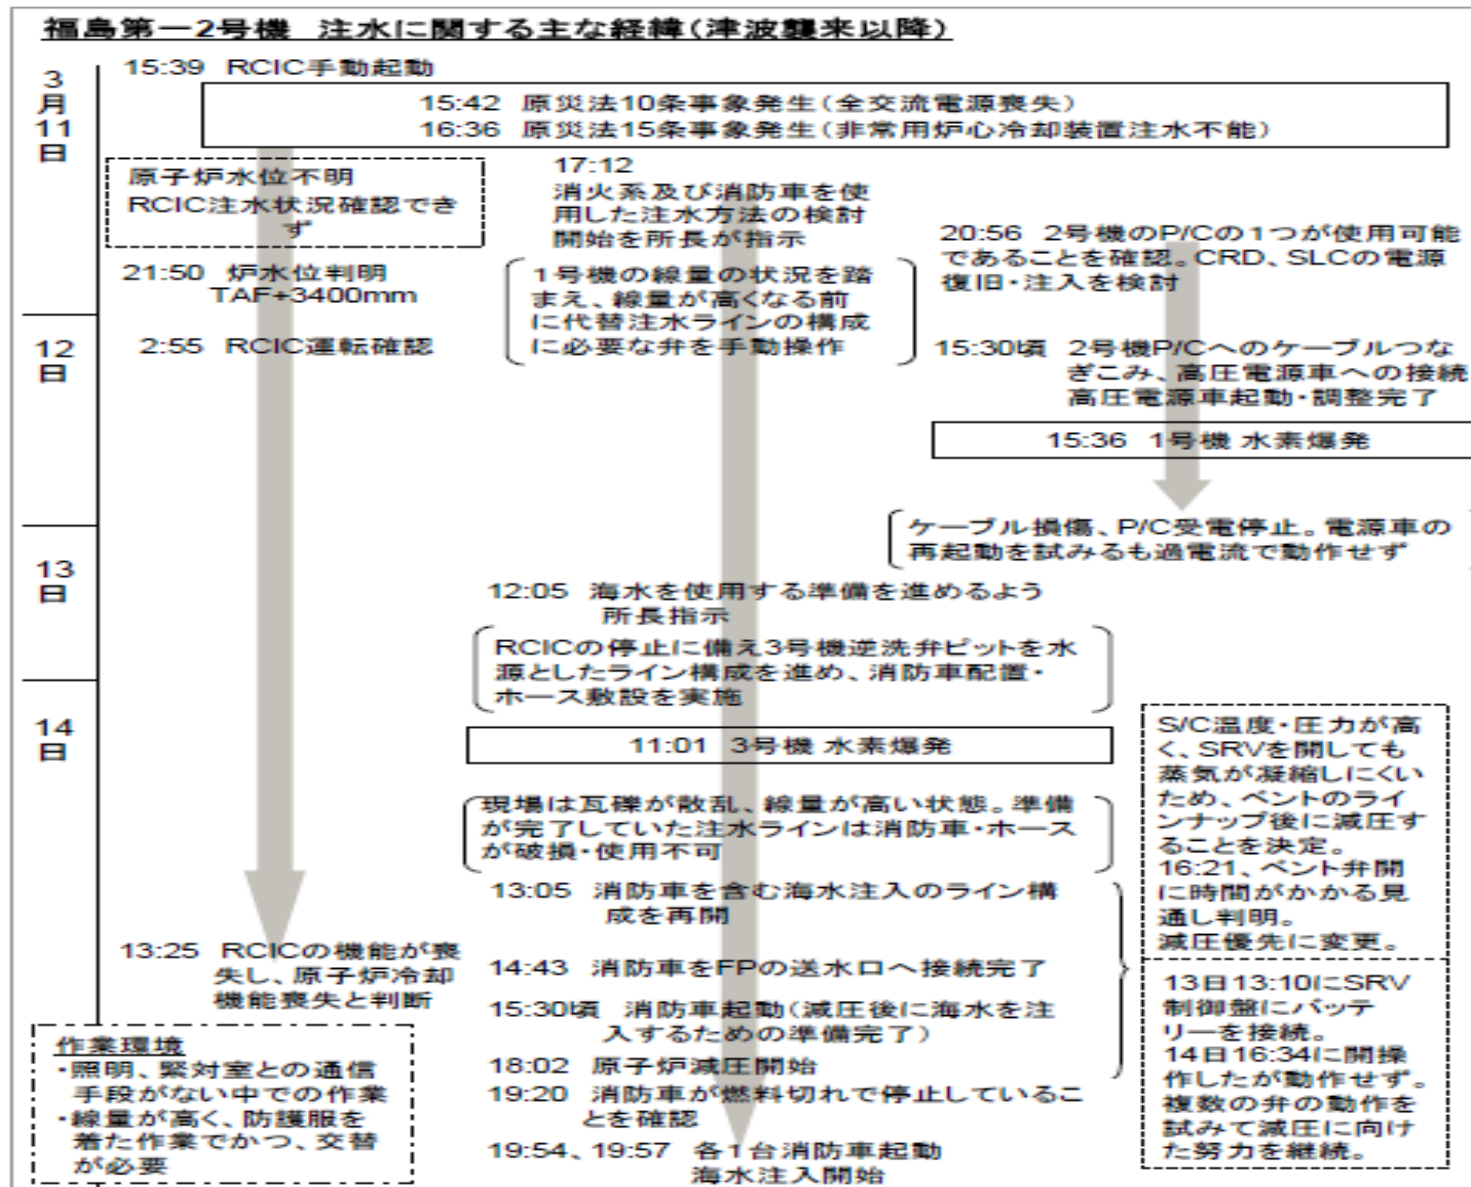 福島第一2号機 注水に関する主な経緯(津波襲来以降)
3
月
11
日
15:39 RCIC手動起動
15:42 原災法10条事象発生(全交流電源喪失)
16:36 原災法15条事象発生(非常用炉心冷却装置注水不能)
原子炉水位不明
RCIC注水状況確認でき
ず
17:12
消火系及び消防車を使
用した注水方法の検討
開始を所長が指示
20:56 2号機のP/Cの1つが使用可能
であることを確認。CRD、SLCの電源
復旧・注入を検討
21:50 炉水位判明
TAF+3400mm
1号機の線量の状況を踏
まえ、線量が高くなる前
に代替注水ラインの構成
に必要な弁を手動操作
12
日
2:55 RCIC運転確認
15:30頃 2号機P/Cへのケーブルつな
ぎこみ、高圧電源車への接続
高圧電源車起動・調整完了
15:36 1号機 水素爆発
ケーブル損傷、P/C受電停止。電源車の
再起動を試みるも過電流で動作せず
13
日
12:05 海水を使用する準備を進めるよう
所長指示
RCICの停止に備え3号機逆洗弁ピットを水
源としたライン構成を進め、消防車配置・
ホース敷設を実施
14
日
11:01 3号機 水素爆発
現場は瓦礫が散乱、線量が高い状態。準備
が完了していた注水ラインは消防車・ホース
が破損・使用不可
13:05 消防車を含む海水注入のライン構
成を再開
13:25 RCICの機能が喪
失し、原子炉冷却
機能喪失と判断
14:43 消防車をFPの送水口へ接続完了
15:30頃 消防車起動(減圧後に海水を注
入するための準備完了)
18:02 原子炉減圧開始
19:20 消防車が燃料切れで停止しているこ
とを確認
19:54、19:57 各1台消防車起動
海水注入開始
S/C温度・圧力が高
く、SRVを開しても
蒸気が凝縮しにくい
ため、ベントのライ
ンナップ後に減圧す
ることを決定。
16:21、ベント弁開
に時間がかかる見
通し判明。
減圧優先に変更。
13日13:10にSRV
制御盤にバッテ
リーを接続。
14日16:34に開操
作したが動作せず。
複数の弁の動作を
試みて減圧に向け
た努力を継続。
作業環境
・照明、緊対室との通信
手段がない中での作業
・線量が高く、防護服を
着た作業でかつ、交替
が必要